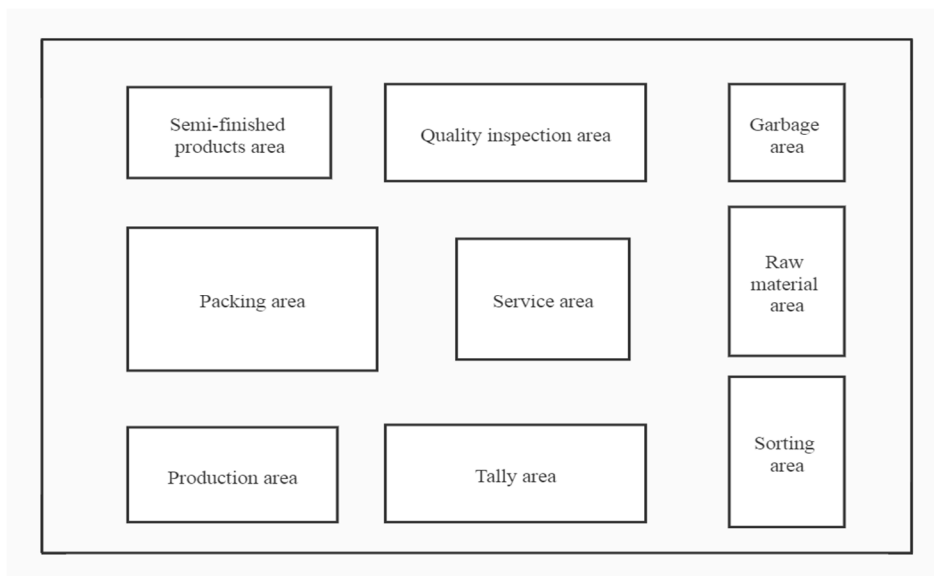 Semi-finished
products area
Quality inspection area
Garbage
area
Packing area
Service area
Raw
material
area
Production area
Tally area
Sorting
area